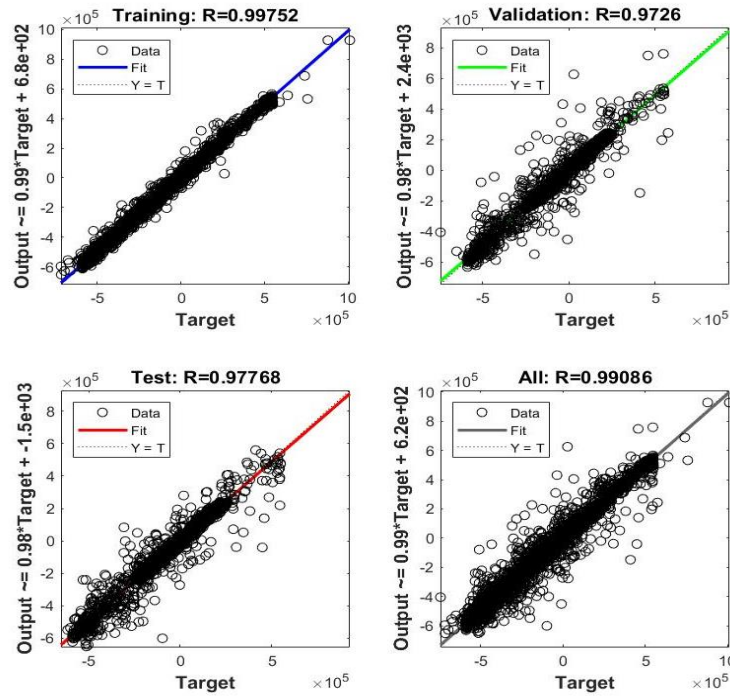 Training: R=0.99752
×10^5
10
8
6
4
2
0
-2
-4
-6
Output ~= 0.99*Target + 6.8e+02
Data
Fit
Y = T
-5 0 5 10
Target
×10^5
Validation: R=0.9726
×10^5
8
6
4
2
0
-2
-4
-6
Output ~= 0.98*Target + 2.4e+03
Data
Fit
Y = T
-5 0 5
Target
×10^5
Test: R=0.97768
×10^5
8
6
4
2
0
-2
-4
-6
Output ~= 0.98*Target + -1.5e+03
Data
Fit
Y = T
-5 0 5
Target
×10^5
All: R=0.99086
×10^5
10
8
6
4
2
0
-2
-4
-6
Output ~= 0.99*Target + 6.2e+02
Data
Fit
Y = T
-5 0 5 10
Target
×10^5